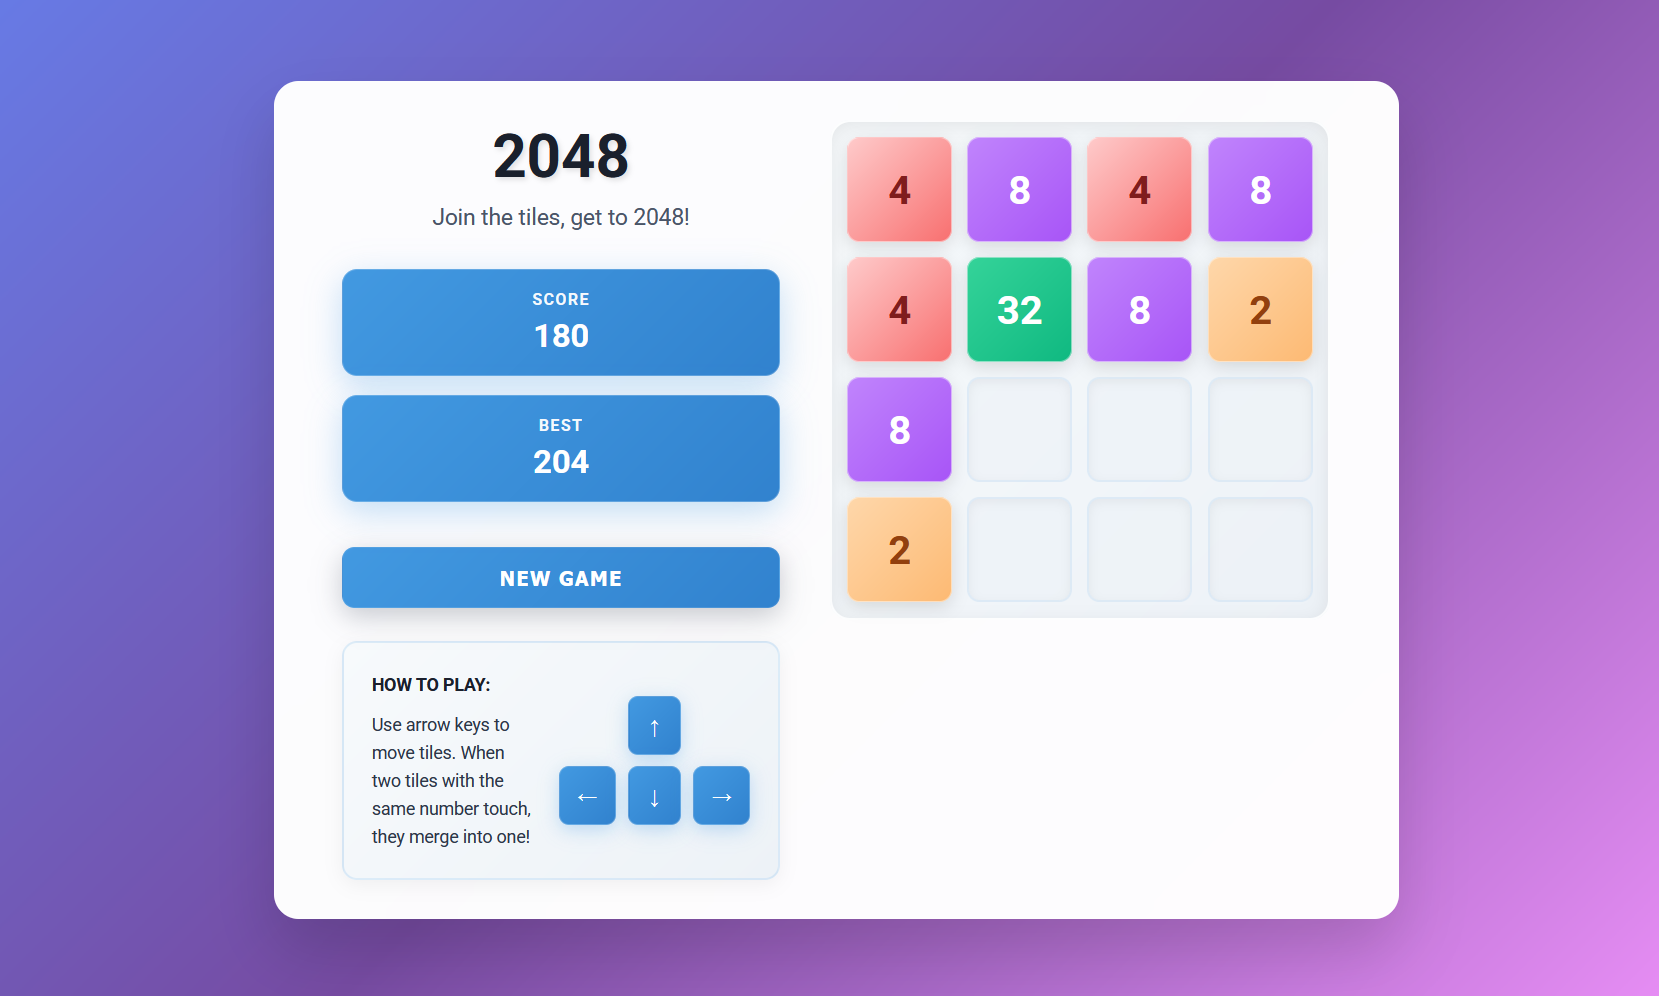 2048
Join the tiles, get to 2048!
SCORE
180
BEST
204
NEW GAME
HOW TO PLAY:
Use arrow keys to
move tiles. When
two tiles with the
same number touch,
they merge into one!
↑
← ↓ →
4 8 4 8
4 32 8 2
8
2